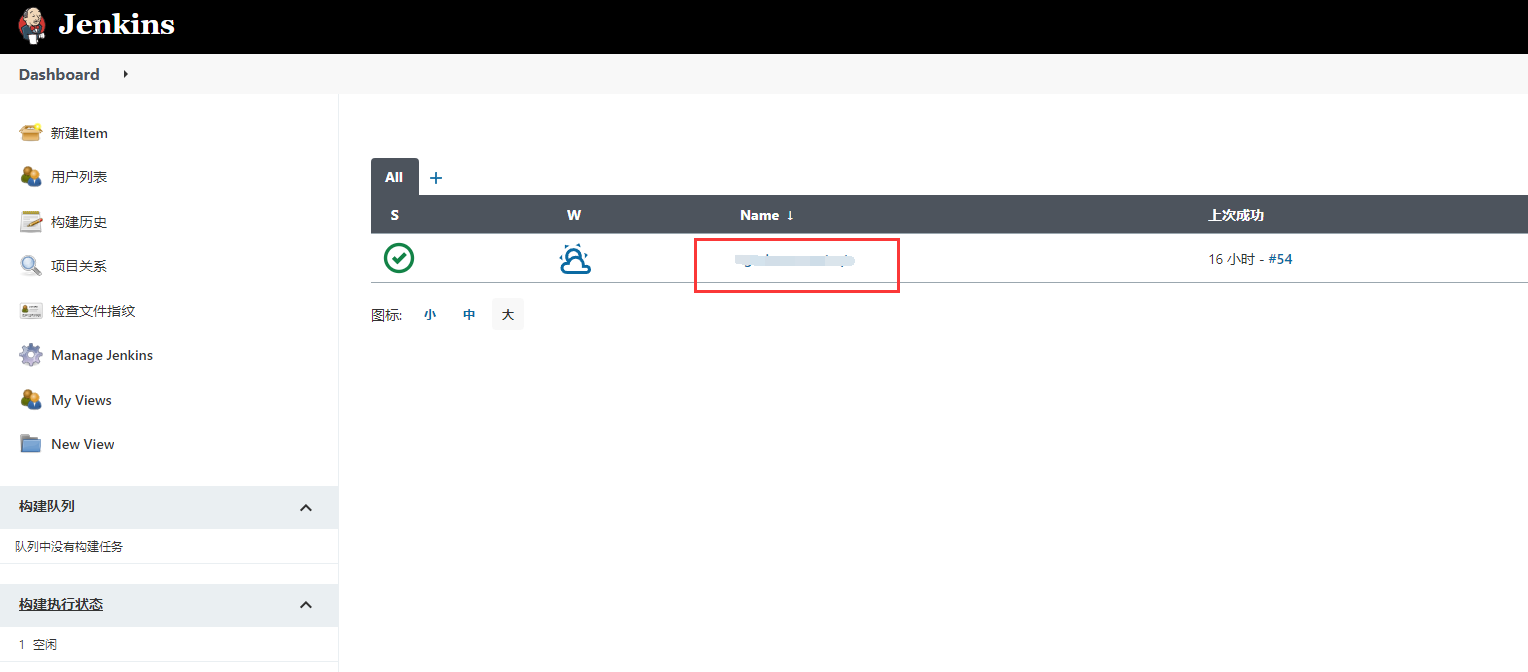 Jenkins
Dashboard
新建Item
用户列表
构建历史
项目关系
检查文件指纹
Manage Jenkins
My Views
New View
构建队列
队列中没有构建任务
构建执行状态
1 空闲
All +
S W Name ↓ 上次成功
16 小时 - #54
图标: 小 中 大